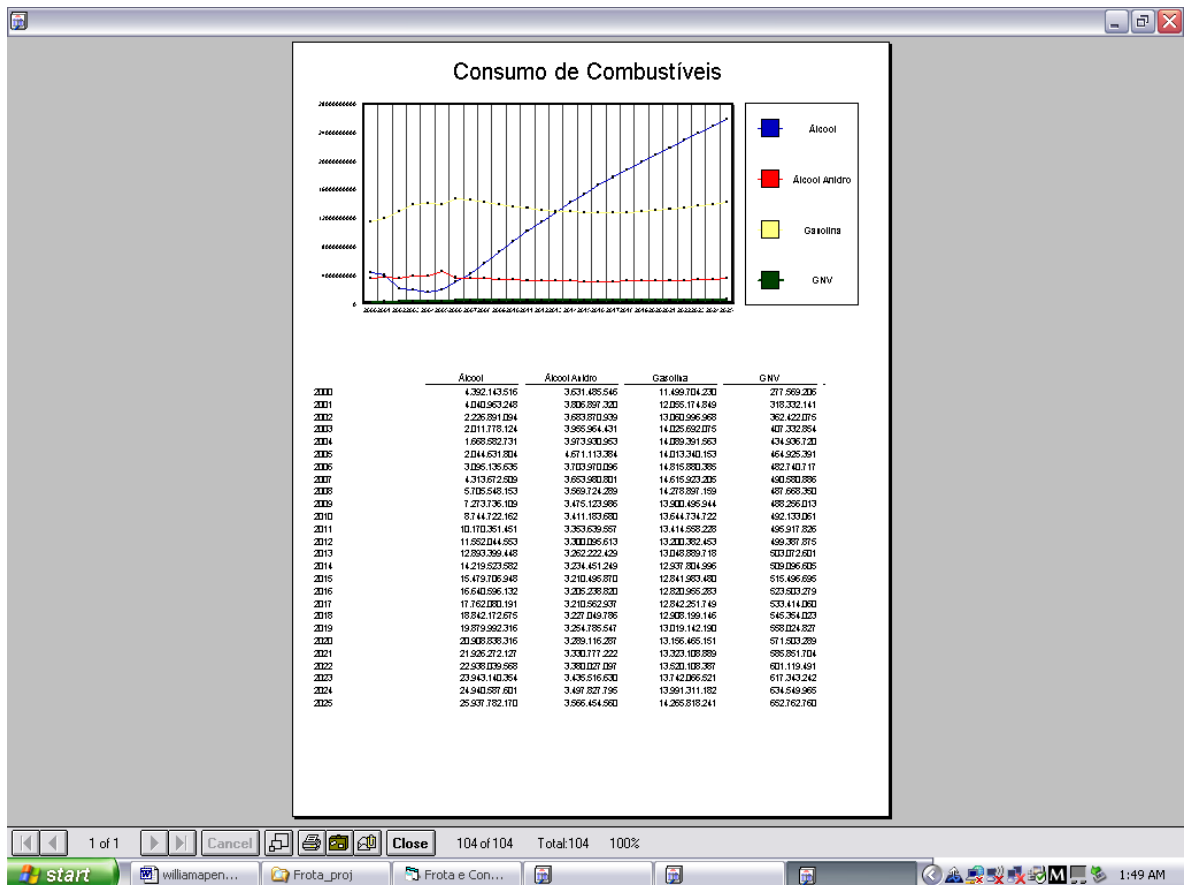 Consumo de Combustíveis
Álcool
Álcool Anidro
Gasolina
GNV
0
Álcool Álcool Anidro Gasolina GNV
2000 4.392.143.516 3.631.485.546 11.499.704.230 277.569.206
2001 4.040.963.248 3.806.897.320 12.055.174.849 318.332.141
2002 2.226.891.094 3.683.870.939 13.060.996.968 362.422.075
2003 2.011.778.124 3.955.964.431 14.025.692.075 407.332.854
2004 1.668.582.731 3.973.930.953 14.089.391.563 434.936.720
2005 2.044.631.804 4.671.113.384 14.013.340.153 464.925.391
2006 3.095.135.635 3.703.970.096 14.815.880.385 482.740.717
2007 4.313.672.509 3.653.980.801 14.615.923.205 490.580.886
2008 5.705.548.153 3.569.724.289 14.278.897.159 487.668.350
2009 7.273.736.109 3.475.123.986 13.900.495.944 488.256.013
2010 8.744.722.162 3.411.183.680 13.644.734.722 492.133.061
2011 10.170.351.451 3.353.639.557 13.414.558.228 495.917.826
2012 11.552.044.553 3.300.095.613 13.200.382.453 499.387.875
2013 12.893.399.448 3.262.222.429 13.048.889.718 503.072.601
2014 14.219.523.582 3.234.451.249 12.937.804.996 509.096.605
2015 15.479.706.948 3.210.495.870 12.841.983.480 515.496.695
2016 16.640.596.132 3.205.238.820 12.820.955.283 523.503.279
2017 17.762.080.191 3.210.562.937 12.842.251.749 533.414.060
2018 18.842.172.675 3.227.049.786 12.908.199.146 545.354.023
2019 19.879.992.316 3.254.785.547 13.019.142.190 558.024.827
2020 20.908.838.316 3.289.116.287 13.156.465.151 571.503.289
2021 21.926.272.127 3.330.777.222 13.323.108.889 585.851.704
2022 22.938.039.568 3.380.027.097 13.520.108.387 601.119.491
2023 23.943.140.354 3.435.516.630 13.742.066.521 617.343.242
2024 24.940.587.601 3.497.827.795 13.991.311.182 634.549.965
2025 25.937.782.170 3.566.454.560 14.265.818.241 652.762.760
1 of 1 Cancel Close 104 of 104 Total:104 100%
start williamapen... Frota_proj Frota e Con... M 1:49 AM